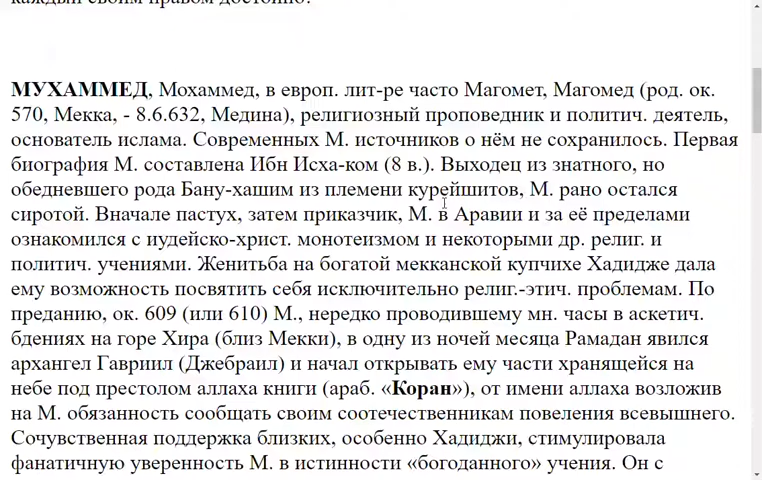 каждый своим правом достойно.
МУХАММЕД, Мохаммед, в европ. лит-ре часто Магомет, Магомед (род. ок.
570, Мекка, - 8.6.632, Медина), религиозный проповедник и политич. деятель,
основатель ислама. Современных М. источников о нём не сохранилось. Первая
биография М. составлена Ибн Исха-ком (8 в.). Выходец из знатного, но
обедневшего рода Бану-хашим из племени курейшитов, М. рано остался
сиротой. Вначале пастух, затем приказчик, М. в Аравии и за её пределами
ознакомился с иудейско-христ. монотеизмом и некоторыми др. религ. и
политич. учениями. Женитьба на богатой мекканской купчихе Хадидже дала
ему возможность посвятить себя исключительно религ.-этич. проблемам. По
преданию, ок. 609 (или 610) М., нередко проводившему мн. часы в аскетич.
бдениях на горе Хира (близ Мекки), в одну из ночей месяца Рамадан явился
архангел Гавриил (Джебраил) и начал открывать ему части хранящейся на
небе под престолом аллаха книги (араб. «Коран»), от имени аллаха возложив
на М. обязанность сообщать своим соотечественникам повеления всевышнего.
Сочувственная поддержка близких, особенно Хадиджи, стимулировала
фанатичную уверенность М. в истинности «богоданного» учения. Он с